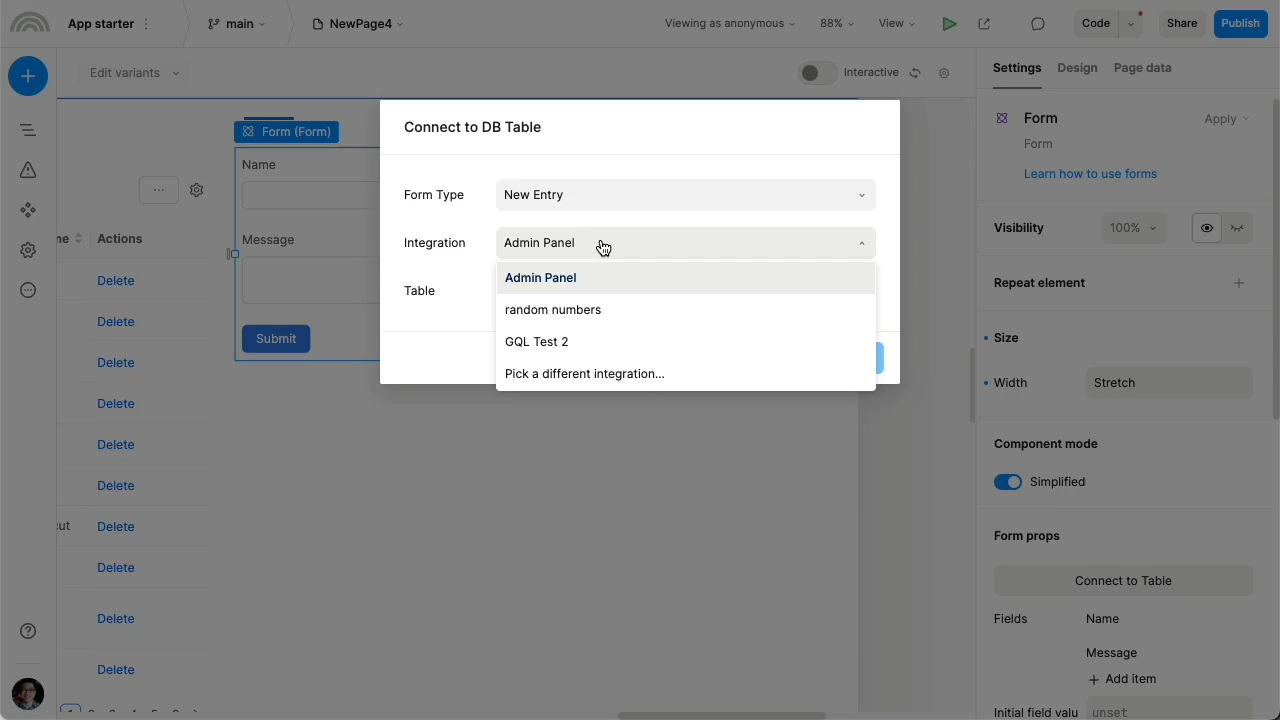 App starter
main
NewPage4
Viewing as anonymous
88%
View
Code
Share
Publish
Edit variants
Interactive
Settings
Design
Page data
Form (Form)
Name
Message
Submit
Actions
Delete
Delete
Delete
Delete
Delete
Delete
cut
Delete
Delete
Delete
Delete
1
Connect to DB Table
Form Type
New Entry
Integration
Admin Panel
Table
Admin Panel
random numbers
GQL Test 2
Pick a different integration...
Form
Apply
Form
Learn how to use forms
Visibility
100%
Repeat element
Size
Width
Stretch
Component mode
Simplified
Form props
Connect to Table
Fields
Name
Message
Add item
Initial field valu
unset